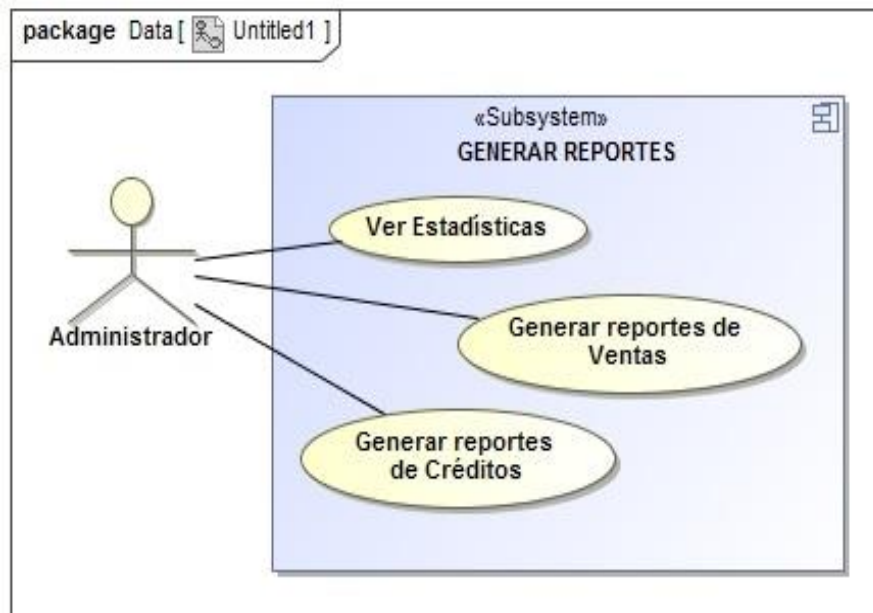 package Data [ Untitled1 ]
«Subsystem»
GENERAR REPORTES
Ver Estadísticas
Generar reportes de
Ventas
Administrador
Generar reportes
de Créditos